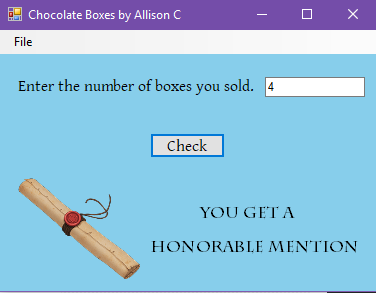 Chocolate Boxes by Allison C
File
Enter the number of boxes you sold. 4
Check
YOU GET A
HONORABLE MENTION